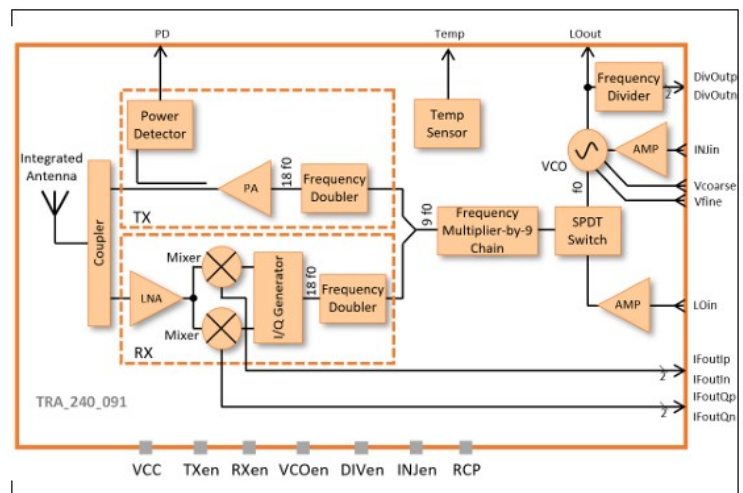 PD
Temp
LOout
Frequency
Divider
DivOutp
2
DivOutn
Power
Detector
Temp
Sensor
AMP
INJin
VCO
Vcoarse
Vfine
f0
Integrated
Antenna
PA
18 f0
Frequency
Doubler
TX
Coupler
9 f0
Frequency
Multiplier-by-9
Chain
SPDT
Switch
Mixer
LNA
I/Q Generator
18 f0
Frequency
Doubler
Mixer
RX
AMP
LOin
IFoutIp
2
IFoutIn
TRA_240_091
IFoutQp
2
IFoutQn
VCC TXen RXen VCOen DIVen INJen RCP